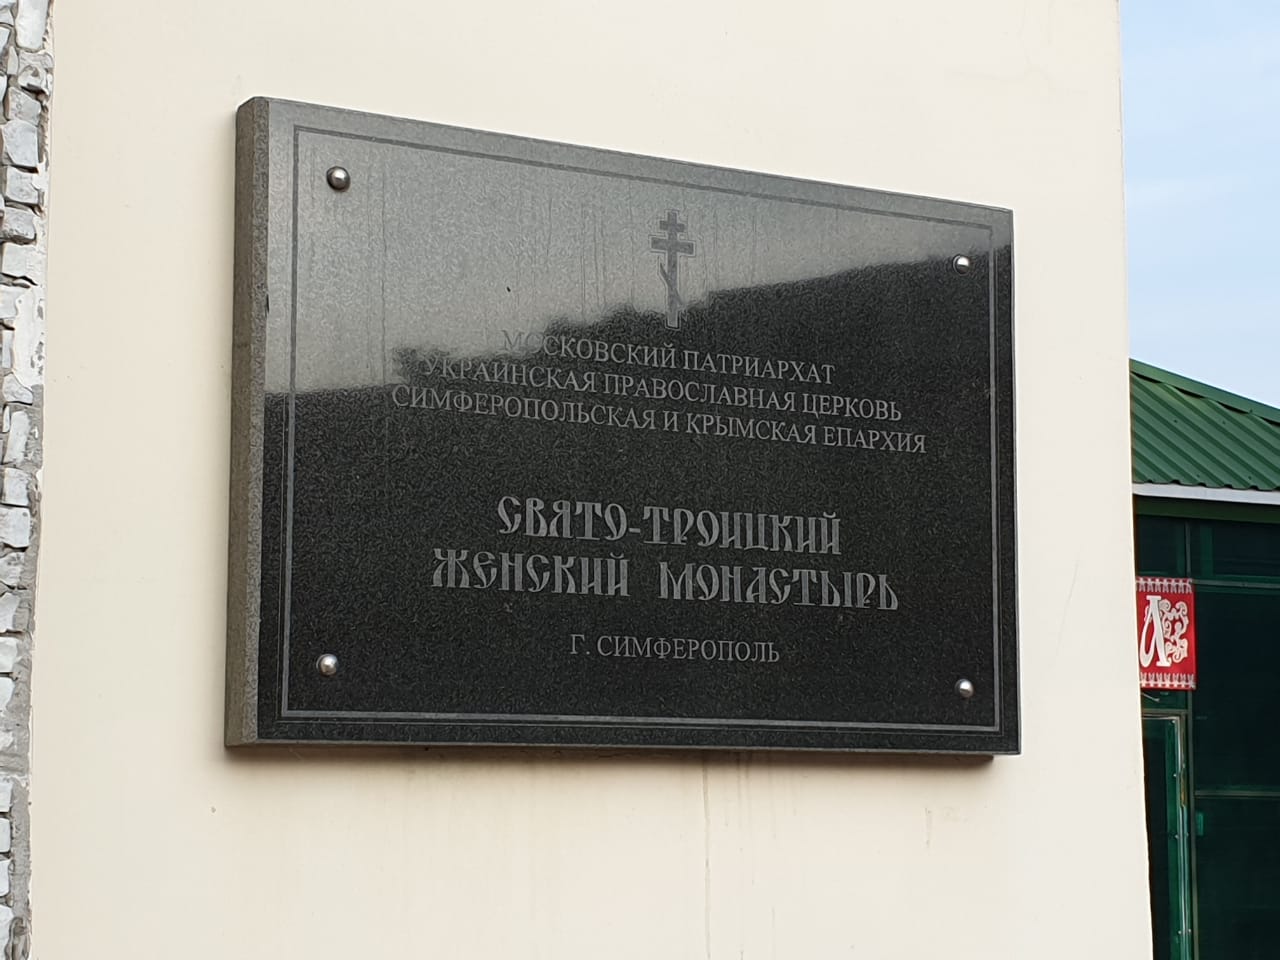 МОСКОВСКИЙ ПАТРИАРХАТ
УКРАИНСКАЯ ПРАВОСЛАВНАЯ ЦЕРКОВЬ
СИМФЕРОПОЛЬСКАЯ И КРЫМСКАЯ ЕПАРХИЯ
СВЯТО-ТРОИЦКИЙ
ЖЕНСКИЙ МОНАСТЫРЬ
Г. СИМФЕРОПОЛЬ
Л